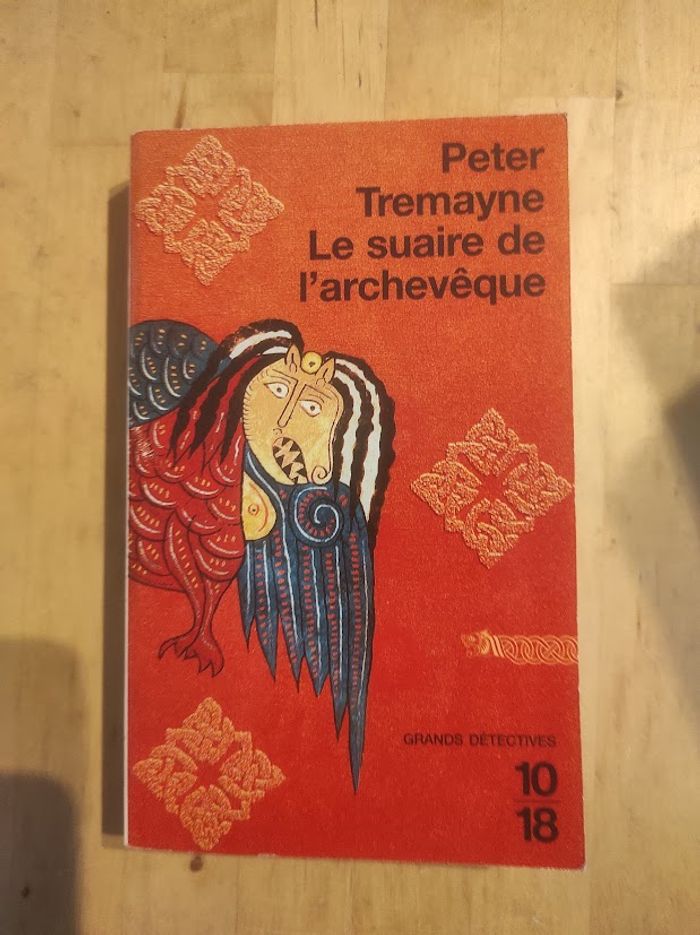 Peter
Tremayne
Le suaire de
l'archevêque
GRANDS DÉTECTIVES
10
18